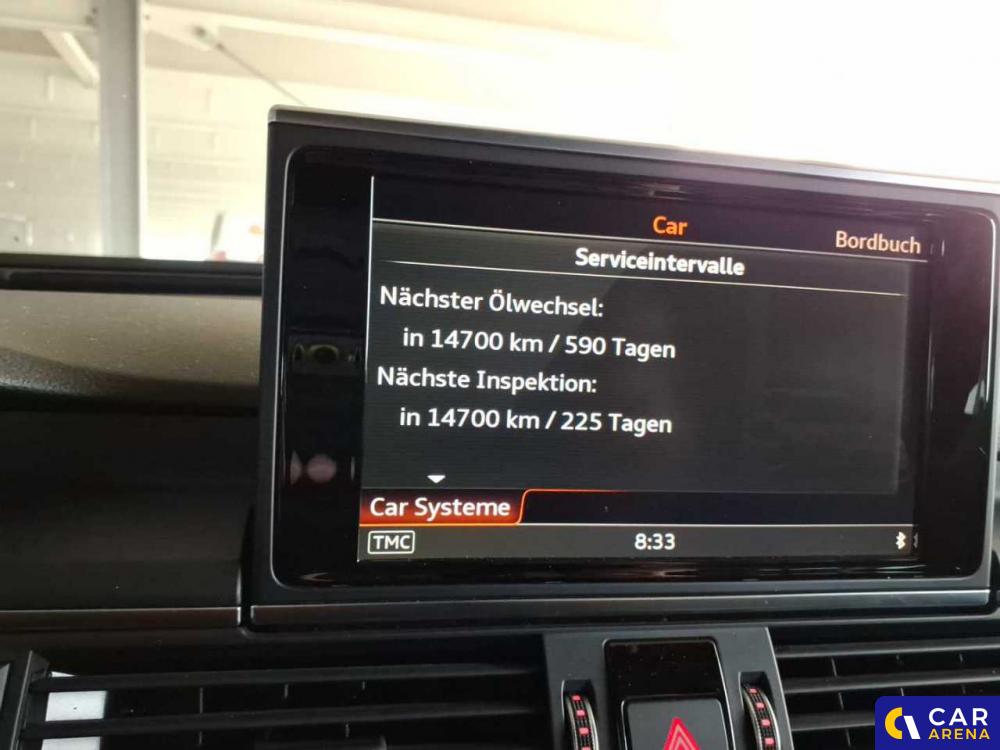 Car
Bordbuch
Serviceintervalle
Nächster Ölwechsel:
in 14700 km / 590 Tagen
Nächste Inspektion:
in 14700 km / 225 Tagen
Car Systeme
TMC
8:33
CAR
ARENA